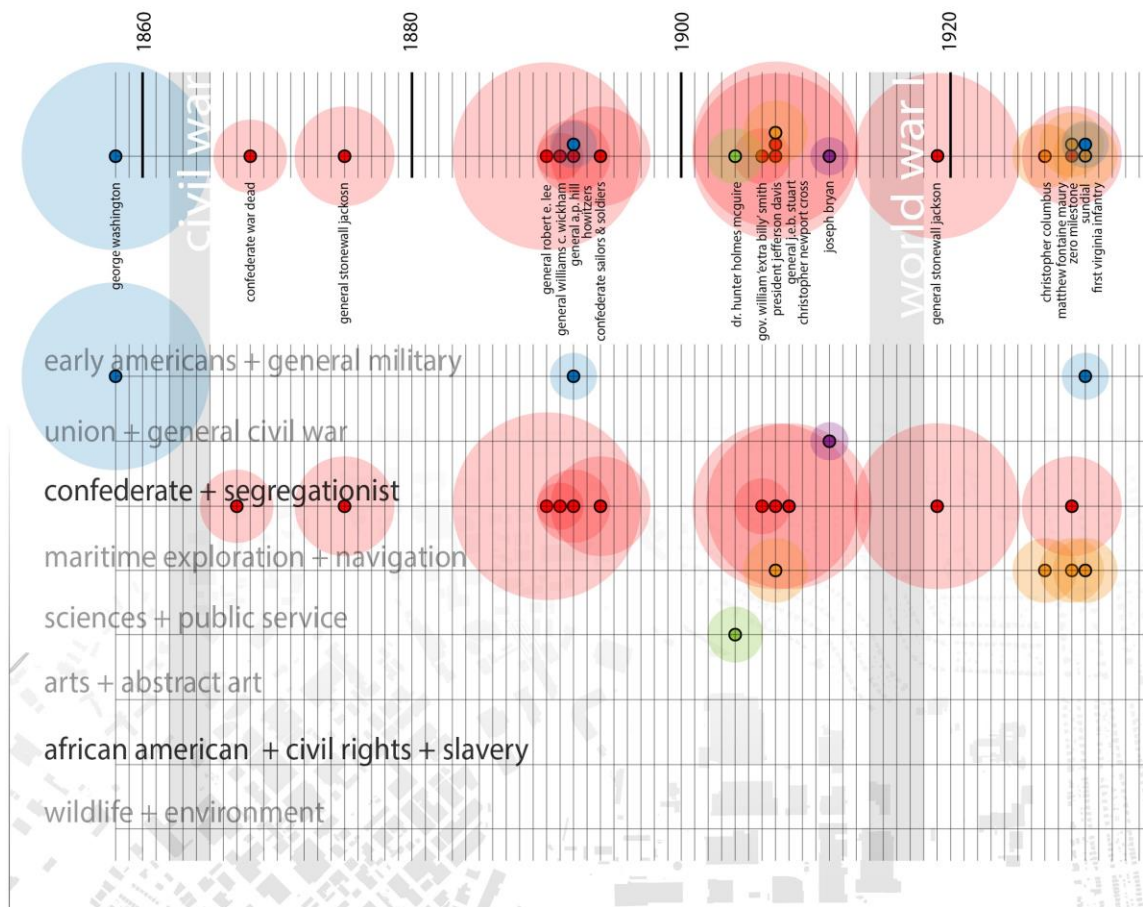 1860
1880
1900
1920
civil war
world war I
george washington
confederate war dead
general stonewall jackosn
general robert e. lee
general williams c. wickham
general a.p. hill
howitzers
confederate sailors & soldiers
dr. hunter holmes mcguire
gov. william 'extra billy' smith
president jefferson davis
general j.e.b. stuart
christopher newport cross
joseph bryan
general stonewall jackson
christopher columbus
matthew fontaine maury
zero milestone
sundial
first virginia infantry
early americans + general military
union + general civil war
confederate + segregationist
maritime exploration + navigation
sciences + public service
arts + abstract art
african american + civil rights + slavery
wildlife + environment